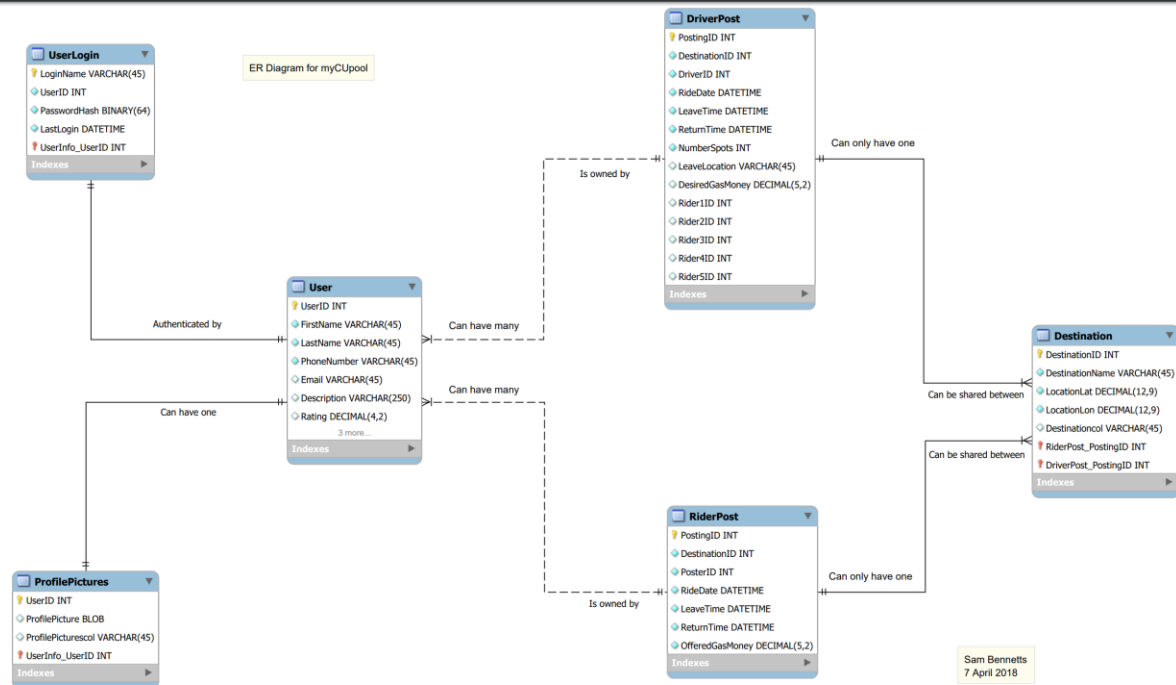 UserLogin
LoginName VARCHAR(45)
UserID INT
PasswordHash BINARY(64)
LastLogin DATETIME
UserInfo_UserID INT
Indexes
ER Diagram for myCUpool
DriverPost
PostingID INT
DestinationID INT
DriverID INT
RideDate DATETIME
LeaveTime DATETIME
ReturnTime DATETIME
NumberSpots INT
LeaveLocation VARCHAR(45)
DesiredGasMoney DECIMAL(5,2)
Rider1ID INT
Rider2ID INT
Rider3ID INT
Rider4ID INT
Rider5ID INT
Indexes
Can only have one
Is owned by
Authenticated by
User
UserID INT
FirstName VARCHAR(45)
LastName VARCHAR(45)
PhoneNumber VARCHAR(45)
Email VARCHAR(45)
Description VARCHAR(250)
Rating DECIMAL(4,2)
3 more...
Indexes
Can have many
Can have many
Can have one
Destination
DestinationID INT
DestinationName VARCHAR(45)
LocationLat DECIMAL(12,9)
LocationLon DECIMAL(12,9)
Destinationcol VARCHAR(45)
RiderPost_PostingID INT
DriverPost_PostingID INT
Indexes
Can be shared between
Can be shared between
RiderPost
PostingID INT
DestinationID INT
PosterID INT
RideDate DATETIME
LeaveTime DATETIME
ReturnTime DATETIME
OfferedGasMoney DECIMAL(5,2)
Indexes
Can only have one
Is owned by
ProfilePictures
UserID INT
ProfilePicture BLOB
ProfilePicturescol VARCHAR(45)
UserInfo_UserID INT
Indexes
Sam Bennetts
7 April 2018